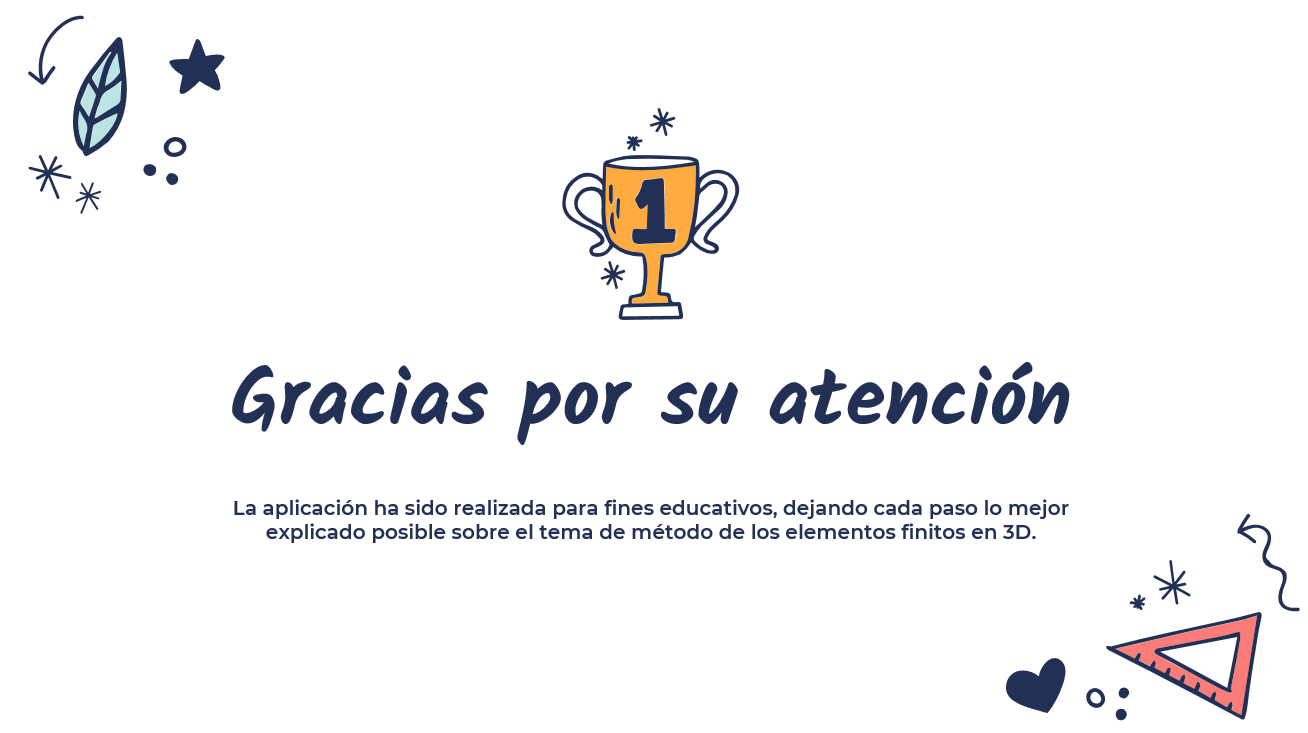 1
Gracias por su atención
La aplicación ha sido realizada para fines educativos, dejando cada paso lo mejor
explicado posible sobre el tema de método de los elementos finitos en 3D.